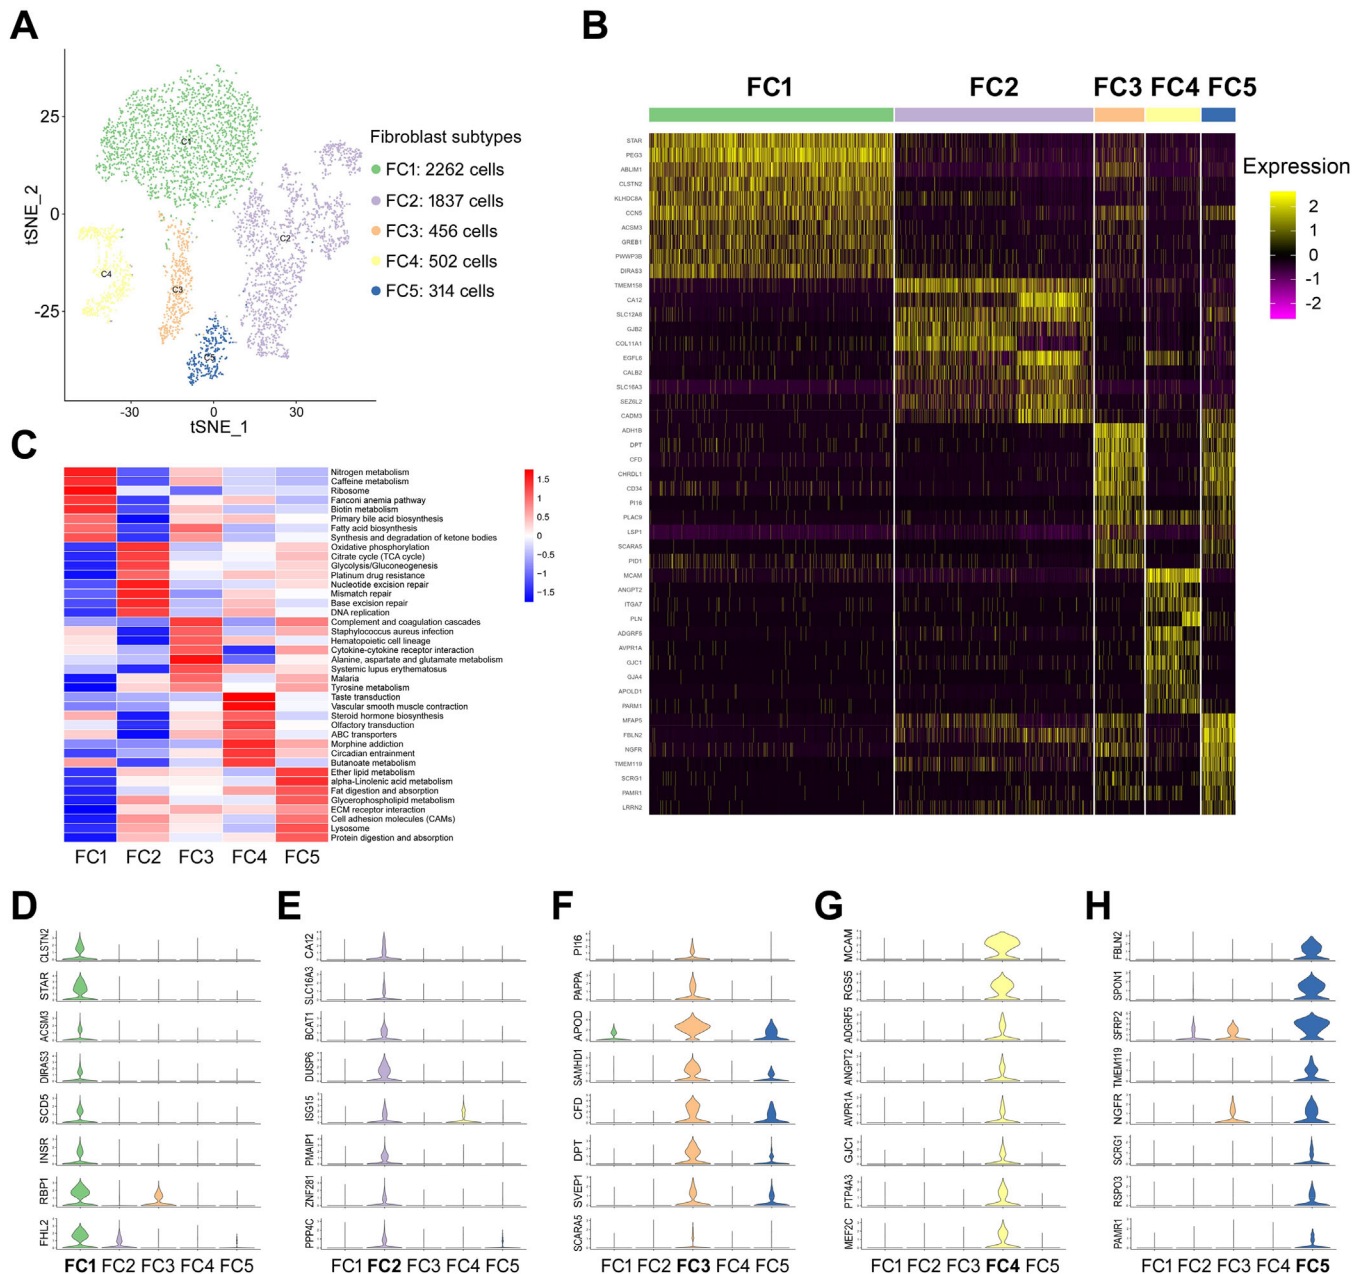 A
25
0
-25
tSNE_2
C1
C2
C3
C4
C5
-30
0
30
tSNE_1
Fibroblast subtypes
FC1: 2262 cells
FC2: 1837 cells
FC3: 456 cells
FC4: 502 cells
FC5: 314 cells
B
FC1
FC2
FC3
FC4
FC5
STAR
PEG3
ABLIM1
CLSTN2
KLHDC8A
CCN5
ACSM3
GREB1
PWWP3B
DIRAS3
TMEM158
CA12
SLC12A8
GJB2
COL11A1
EGFL6
CALB2
SLC16A3
SEZ6L2
CADM3
ADH1B
DPT
CFD
CHRDL1
CD34
PI16
PLAC9
LSP1
SCARA5
PID1
MCAM
ANGPT2
ITGA7
PLN
ADGRF5
AVPR1A
GJC1
GJA4
APOLD1
PARM1
MFAP5
FBLN2
NGFR
TMEM119
SCRG1
PAMR1
LRRN2
Expression
2
1
0
-1
-2
C
Nitrogen metabolism
Caffeine metabolism
Ribosome
Fanconi anemia pathway
Biotin metabolism
Primary bile acid biosynthesis
Fatty acid biosynthesis
Synthesis and degradation of ketone bodies
Oxidative phosphorylation
Citrate cycle (TCA cycle)
Glycolysis/Gluconeogenesis
Platinum drug resistance
Nucleotide excision repair
Mismatch repair
Base excision repair
DNA replication
Complement and coagulation cascades
Staphylococcus aureus infection
Hematopoietic cell lineage
Cytokine-cytokine receptor interaction
Alanine, aspartate and glutamate metabolism
Systemic lupus erythematosus
Malaria
Tyrosine metabolism
Taste transduction
Vascular smooth muscle contraction
Steroid hormone biosynthesis
Olfactory transduction
ABC transporters
Morphine addiction
Circadian entrainment
Butanoate metabolism
Ether lipid metabolism
alpha-Linolenic acid metabolism
Fat digestion and absorption
Glycerophospholipid metabolism
ECM receptor interaction
Cell adhesion molecules (CAMs)
Lysosome
Protein digestion and absorption
1.5
1
0.5
0
−0.5
−1
−1.5
FC1 FC2 FC3 FC4 FC5
D
CLSTN2
STAR
ACSM3
DIRAS3
SCD5
INSR
RBP1
FHL2
FC1 FC2 FC3 FC4 FC5
E
CA12
SLC16A3
BCAT1
DUSP6
ISG15
PMAIP1
ZNF281
PPP4C
FC1 FC2 FC3 FC4 FC5
F
PI16
PAPPA
APOD
SAMHD1
CFD
DPT
SVEP1
SCARA5
FC1 FC2 FC3 FC4 FC5
G
MCAM
RGS5
ADGRF5
ANGPT2
AVPR1A
GJC1
PTP4A3
MEF2C
FC1 FC2 FC3 FC4 FC5
H
FBLN2
SPON1
SFRP2
TMEM119
NGFR
SCRG1
RSPO3
PAMR1
FC1 FC2 FC3 FC4 FC5